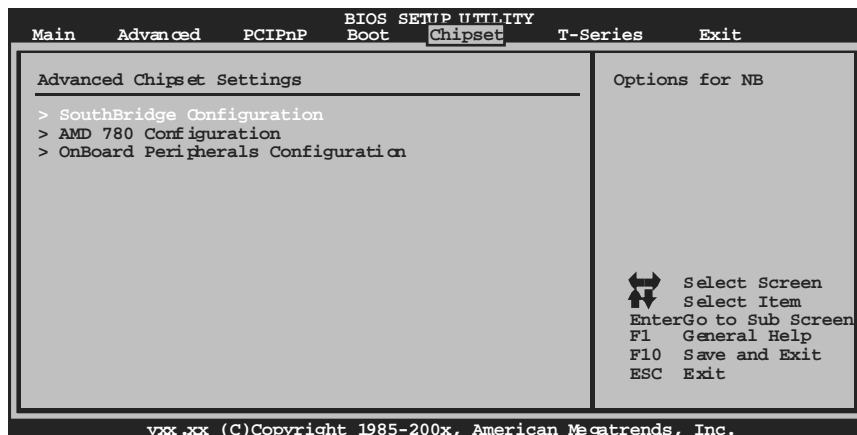 BIOS SETUP UTILITY
Main Advanced PCIPnP Boot Chipset T-Series Exit
Advanced Chipset Settings
> SouthBridge Configuration
> AMD 780 Configuration
> OnBoard Peripherals Configuration
Options for NB
Select Screen
Select Item
Enter Go to Sub Screen
F1 General Help
F10 Save and Exit
ESC Exit
vxx.xx (C)Copyright 1985-200x, American Megatrends, Inc.